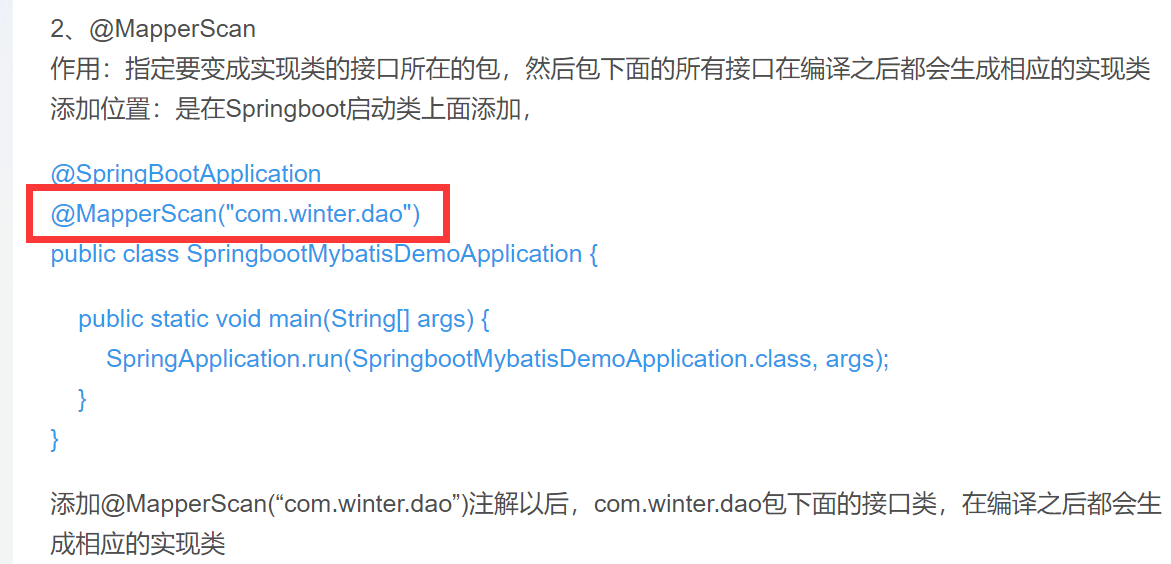 2、@MapperScan
作用：指定要变成实现类的接口所在的包，然后包下面的所有接口在编译之后都会生成相应的实现类
添加位置：是在Springboot启动类上面添加，
@SpringBootApplication
@MapperScan("com.winter.dao")
public class SpringbootMybatisDemoApplication {
public static void main(String[] args) {
SpringApplication.run(SpringbootMybatisDemoApplication.class, args);
}
}
添加@MapperScan(“com.winter.dao”)注解以后，com.winter.dao包下面的接口类，在编译之后都会生
成相应的实现类